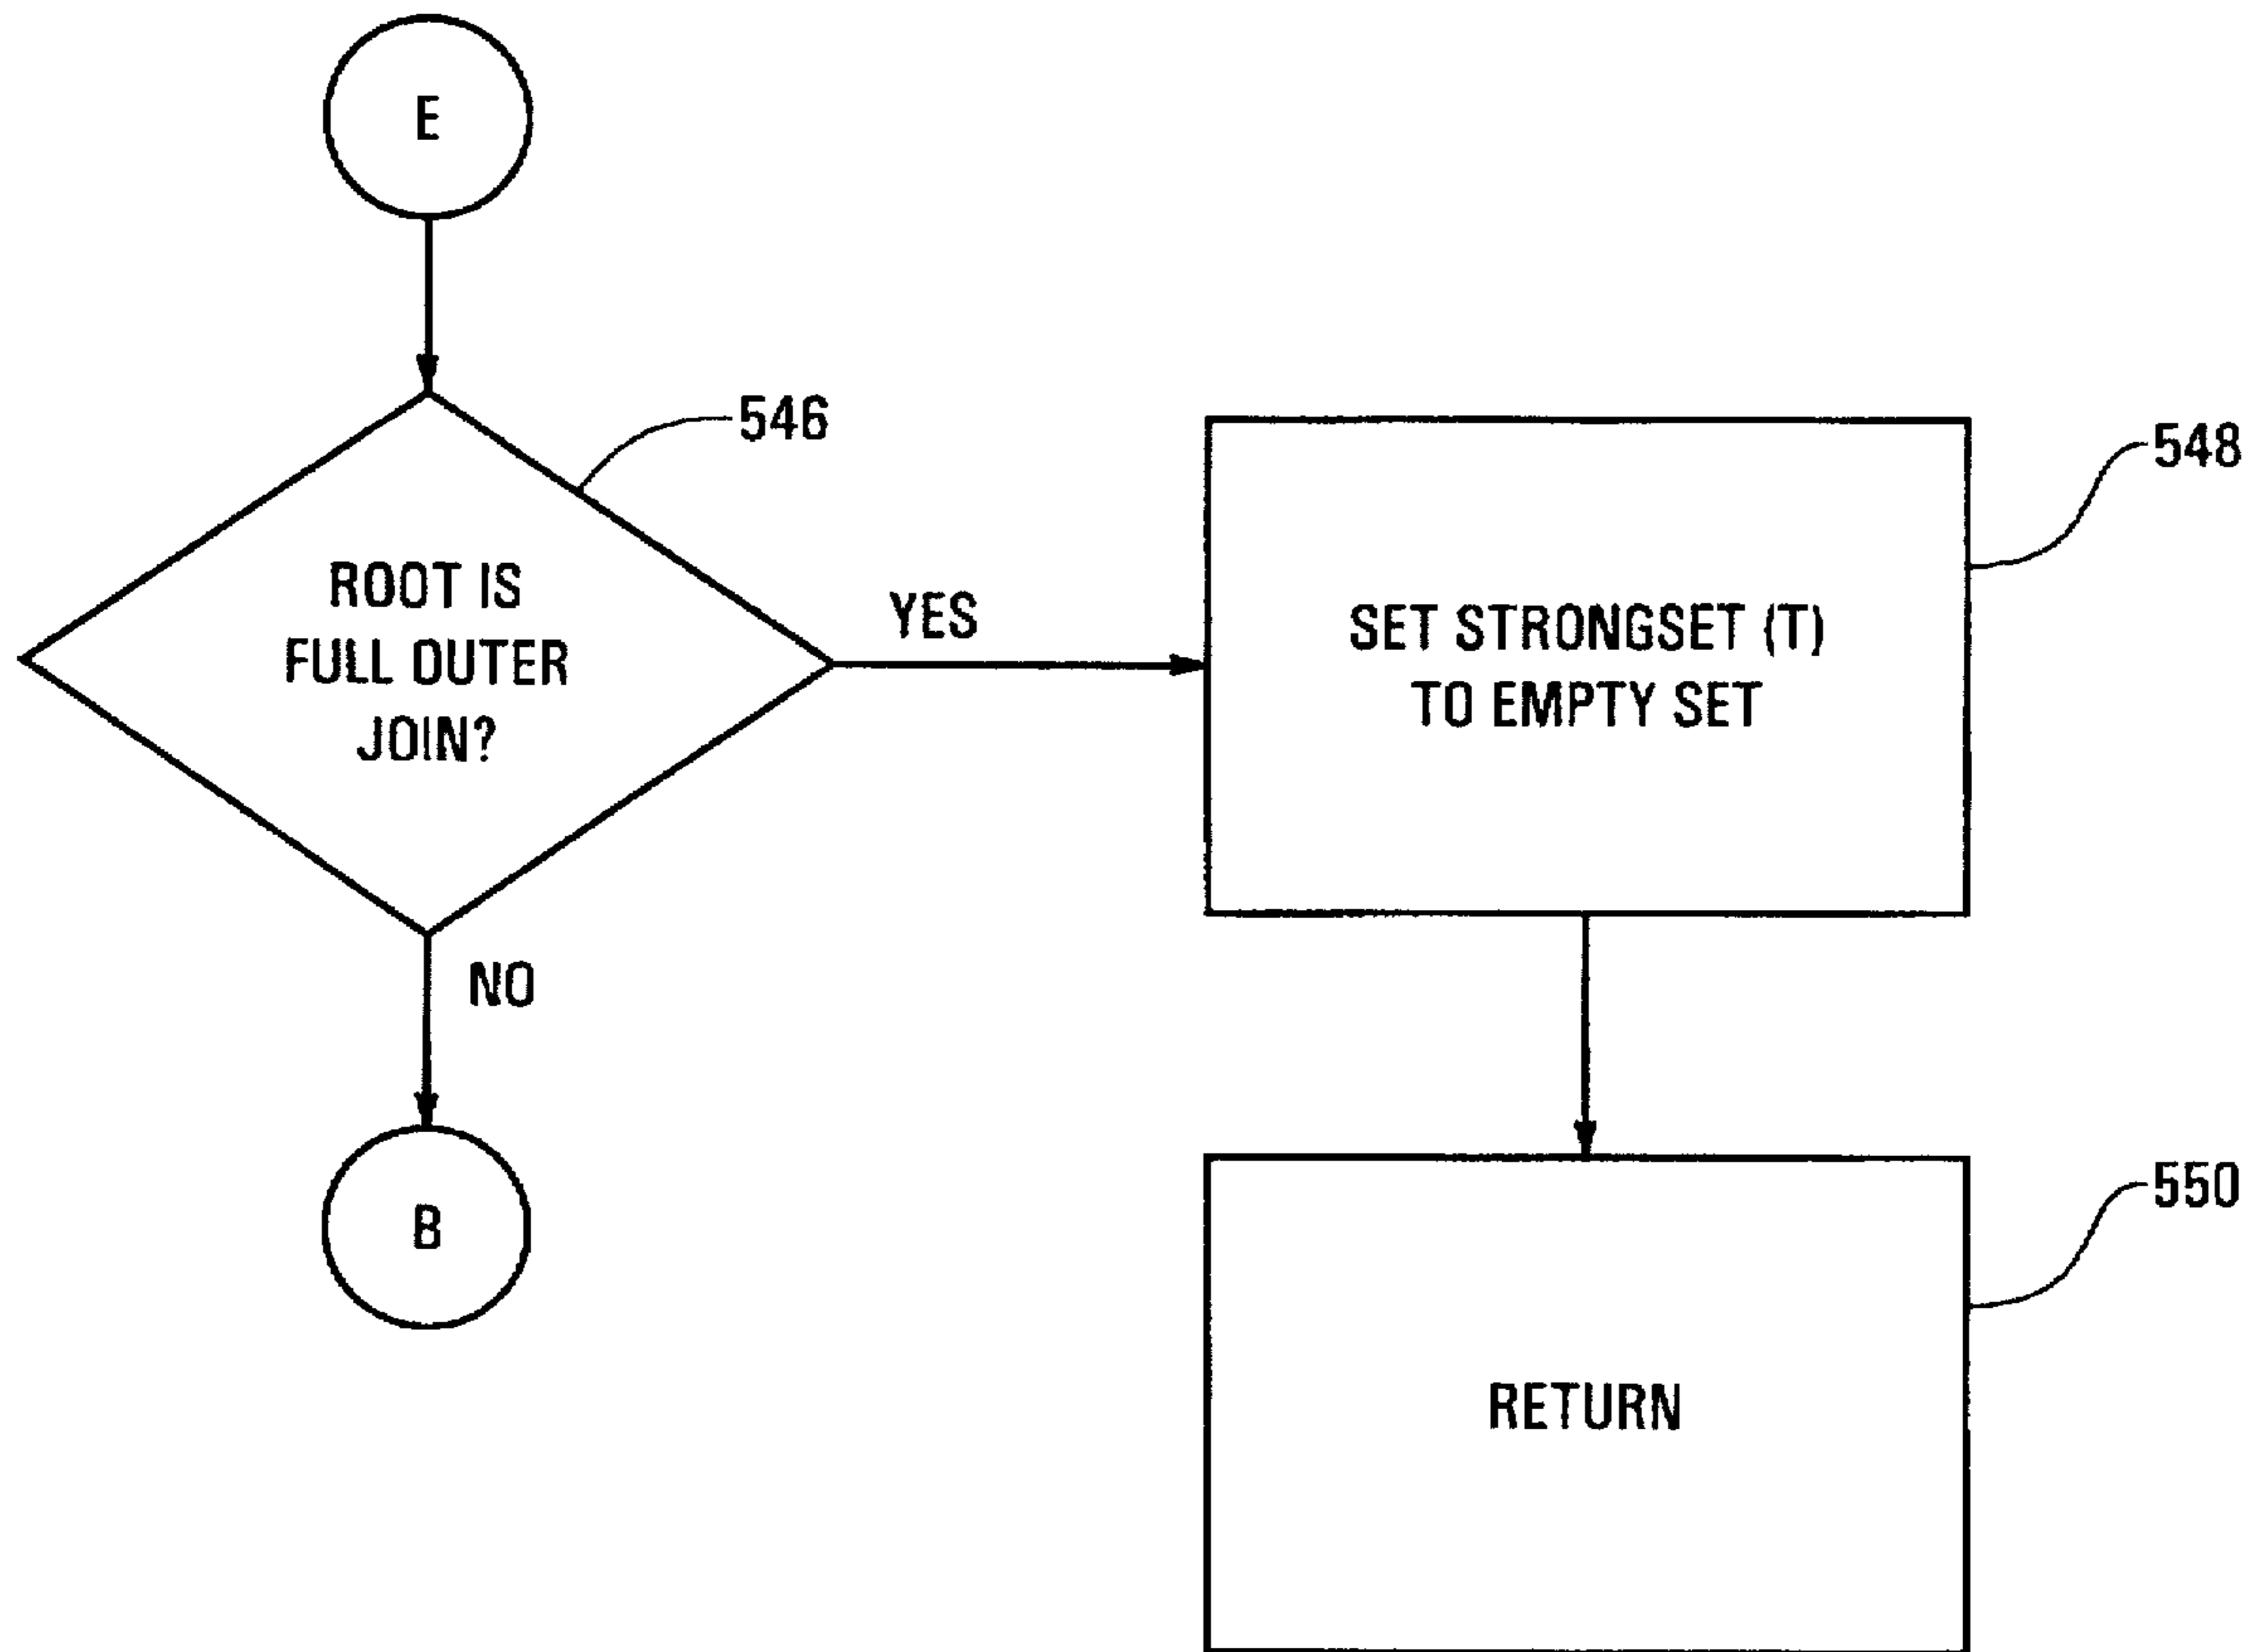 E
546
ROOT IS
FULL OUTER
JOIN?
YES
548
SET STRONGSET (T)
TO EMPTY SET
NO
B
550
RETURN